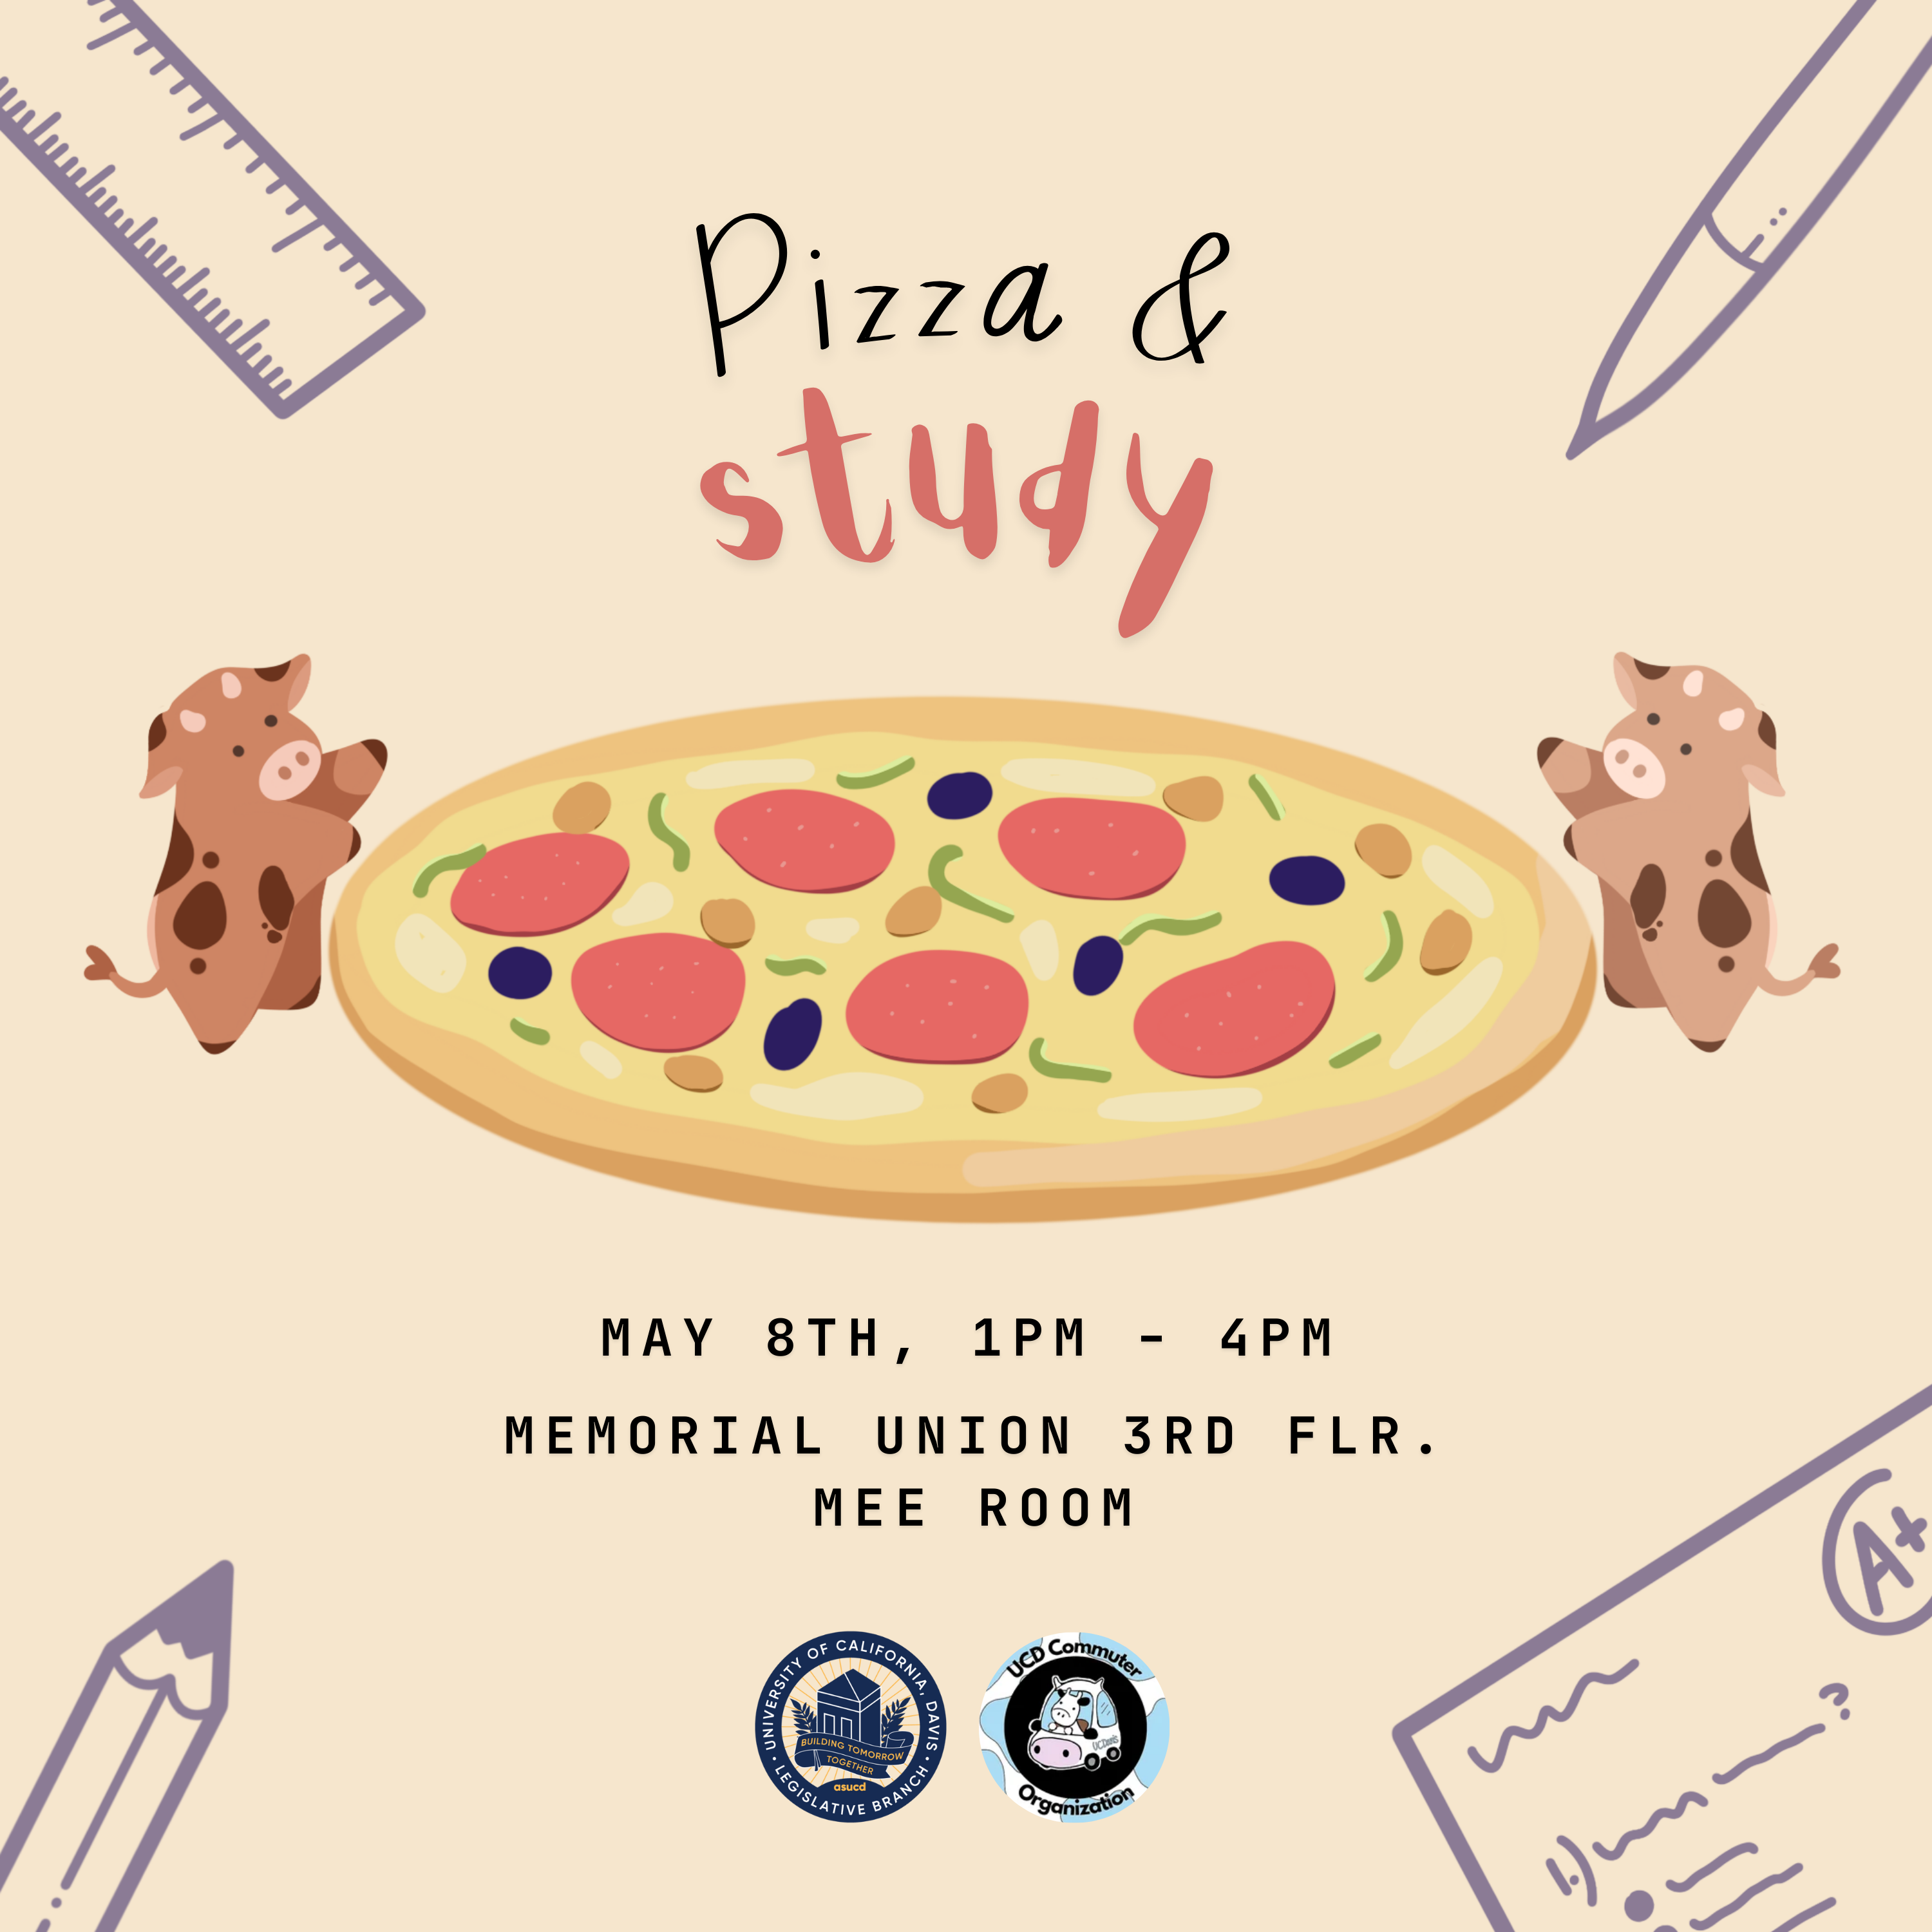 Pizza &
study
MAY 8TH, 1PM - 4PM
MEMORIAL UNION 3RD FLR.
MEE ROOM
A+
UNIVERSITY OF CALIFORNIA, DAVIS
BUILDING TOMORROW
TOGETHER
asucd
LEGISLATIVE BRANCH
UCD Commuter
UCDavis
Organization